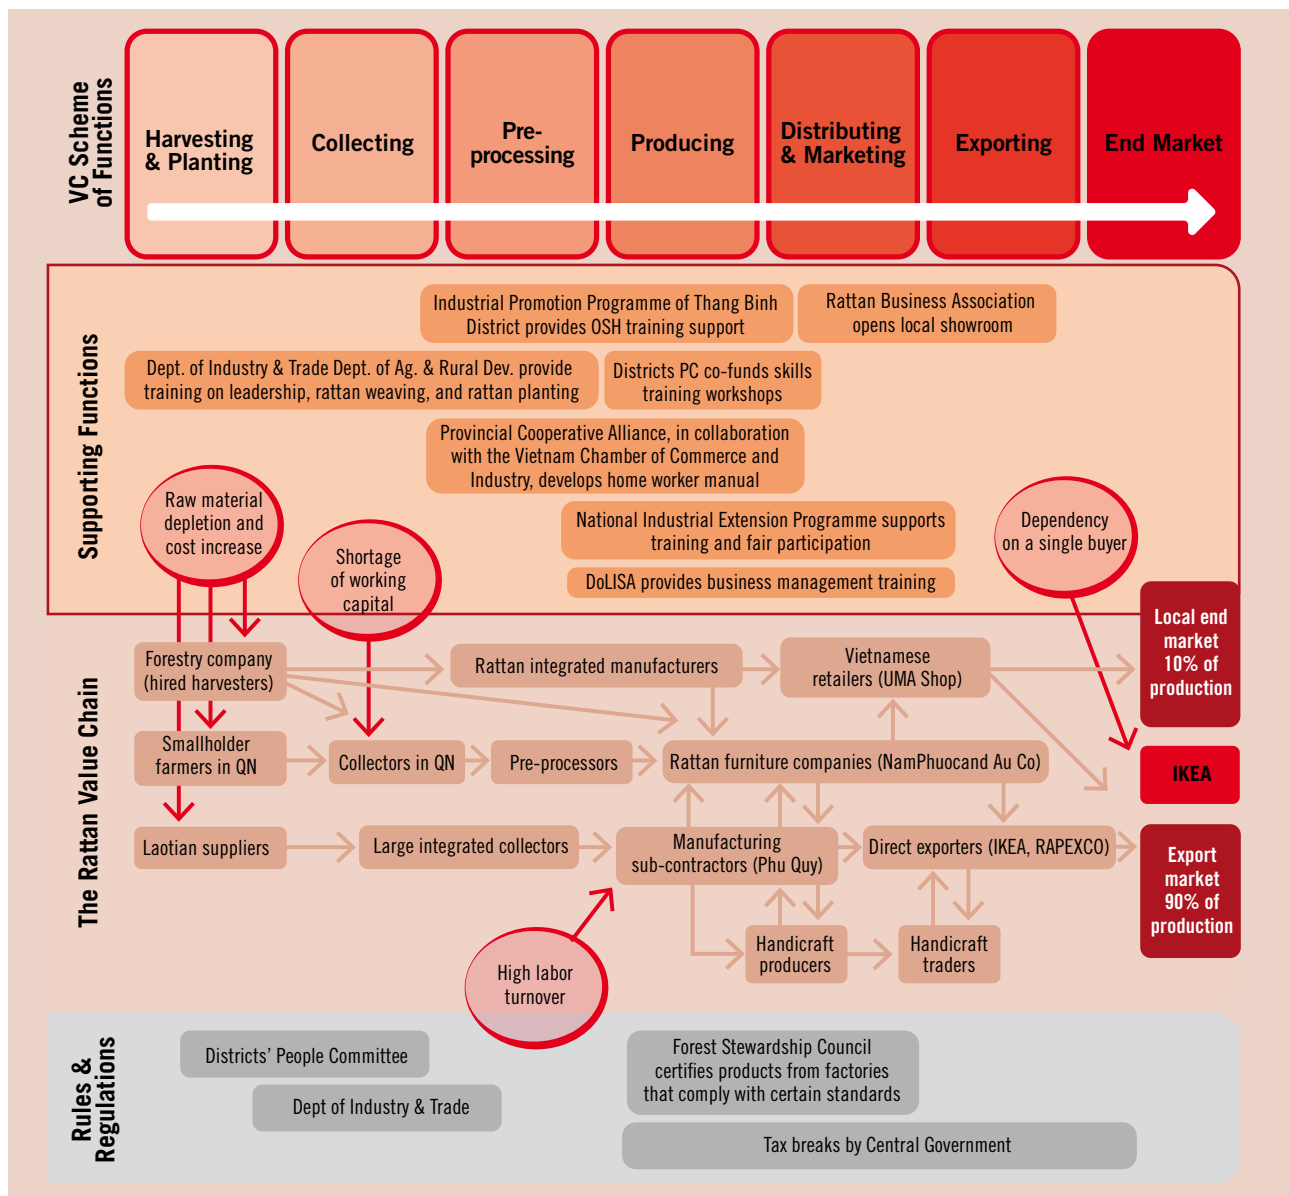 VC Scheme
of Functions
Harvesting
& Planting
Collecting
Pre-
processing
Producing
Distributing
& Marketing
Exporting
End Market
Supporting Functions
Industrial Promotion Programme of Thang Binh
District provides OSH training support
Rattan Business Association
opens local showroom
Dept. of Industry & Trade Dept. of Ag. & Rural Dev. provide
training on leadership, rattan weaving, and rattan planting
Districts PC co-funds skills
training workshops
Provincial Cooperative Alliance, in collaboration
with the Vietnam Chamber of Commerce and
Industry, develops home worker manual
National Industrial Extension Programme supports
training and fair participation
DoLISA provides business management training
Raw material
depletion and
cost increase
Shortage
of working
capital
Dependency
on a single buyer
The Rattan Value Chain
Forestry company
(hired harvesters)
Rattan integrated manufacturers
Vietnamese
retailers (UMA Shop)
Local end
market
10% of
production
Smallholder
farmers in QN
Collectors in QN
Pre-processors
Rattan furniture companies (NamPhuocand Au Co)
IKEA
Laotian suppliers
Large integrated collectors
Manufacturing
sub-contractors (Phu Quy)
Direct exporters (IKEA, RAPEXCO)
Export
market
90% of
production
High labor
turnover
Handicraft
producers
Handicraft
traders
Rules &
Regulations
Districts' People Committee
Dept of Industry & Trade
Forest Stewardship Council
certifies products from factories
that comply with certain standards
Tax breaks by Central Government